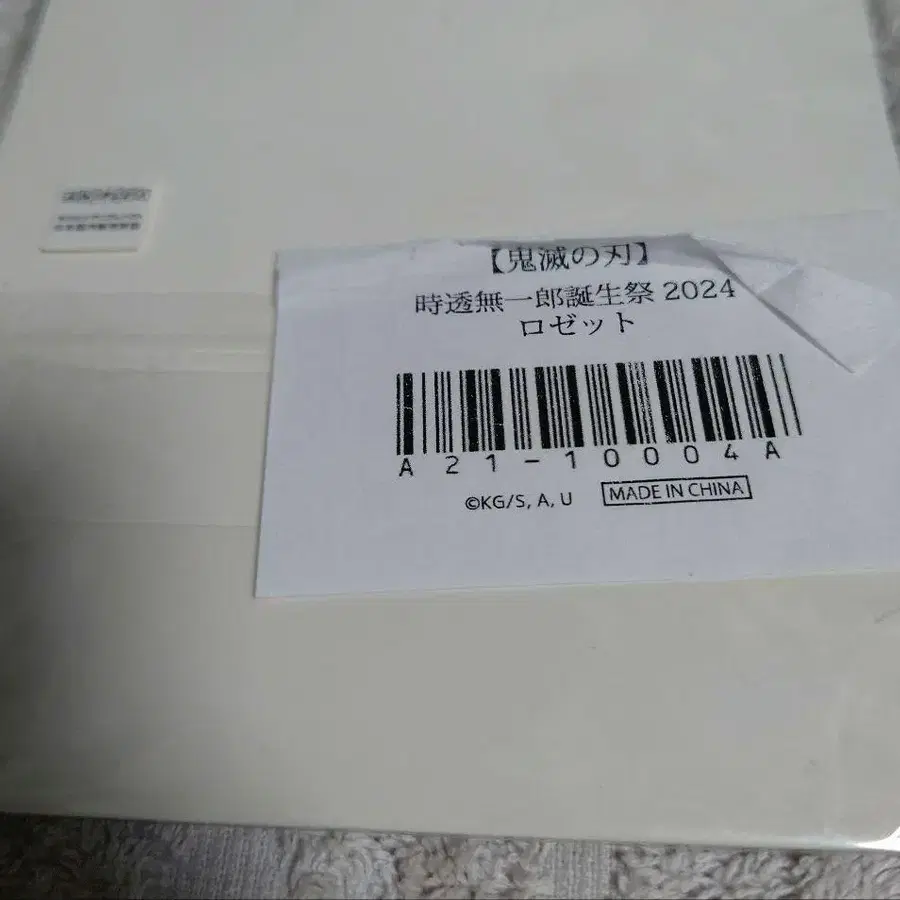 【鬼滅の刃】
時透無一郎誕生祭 2024
ロゼット
A21-10004A
©KG/S, A, U
MADE IN CHINA